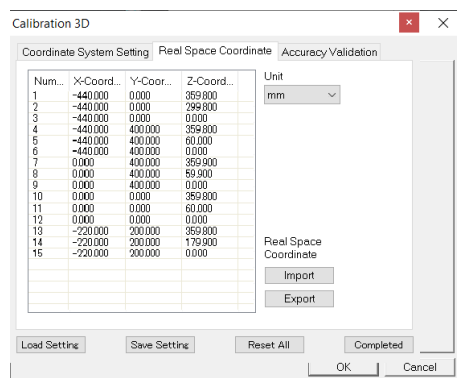 Calibration 3D
Coordinate System Setting Real Space Coordinate Accuracy Validation
Num... X-Coord... Y-Coor... Z-Coord...
1 -440.000 0.000 359.800
2 -440.000 0.000 299.800
3 -440.000 0.000 0.000
4 -440.000 400.000 359.800
5 -440.000 400.000 60.000
6 -440.000 400.000 0.000
7 0.000 400.000 359.900
8 0.000 400.000 59.900
9 0.000 400.000 0.000
10 0.000 0.000 359.800
11 0.000 0.000 60.000
12 0.000 0.000 0.000
13 -220.000 200.000 359.800
14 -220.000 200.000 179.900
15 -220.000 200.000 0.000
Unit
mm
Real Space
Coordinate
Import
Export
Load Setting Save Setting Reset All Completed
OK Cancel